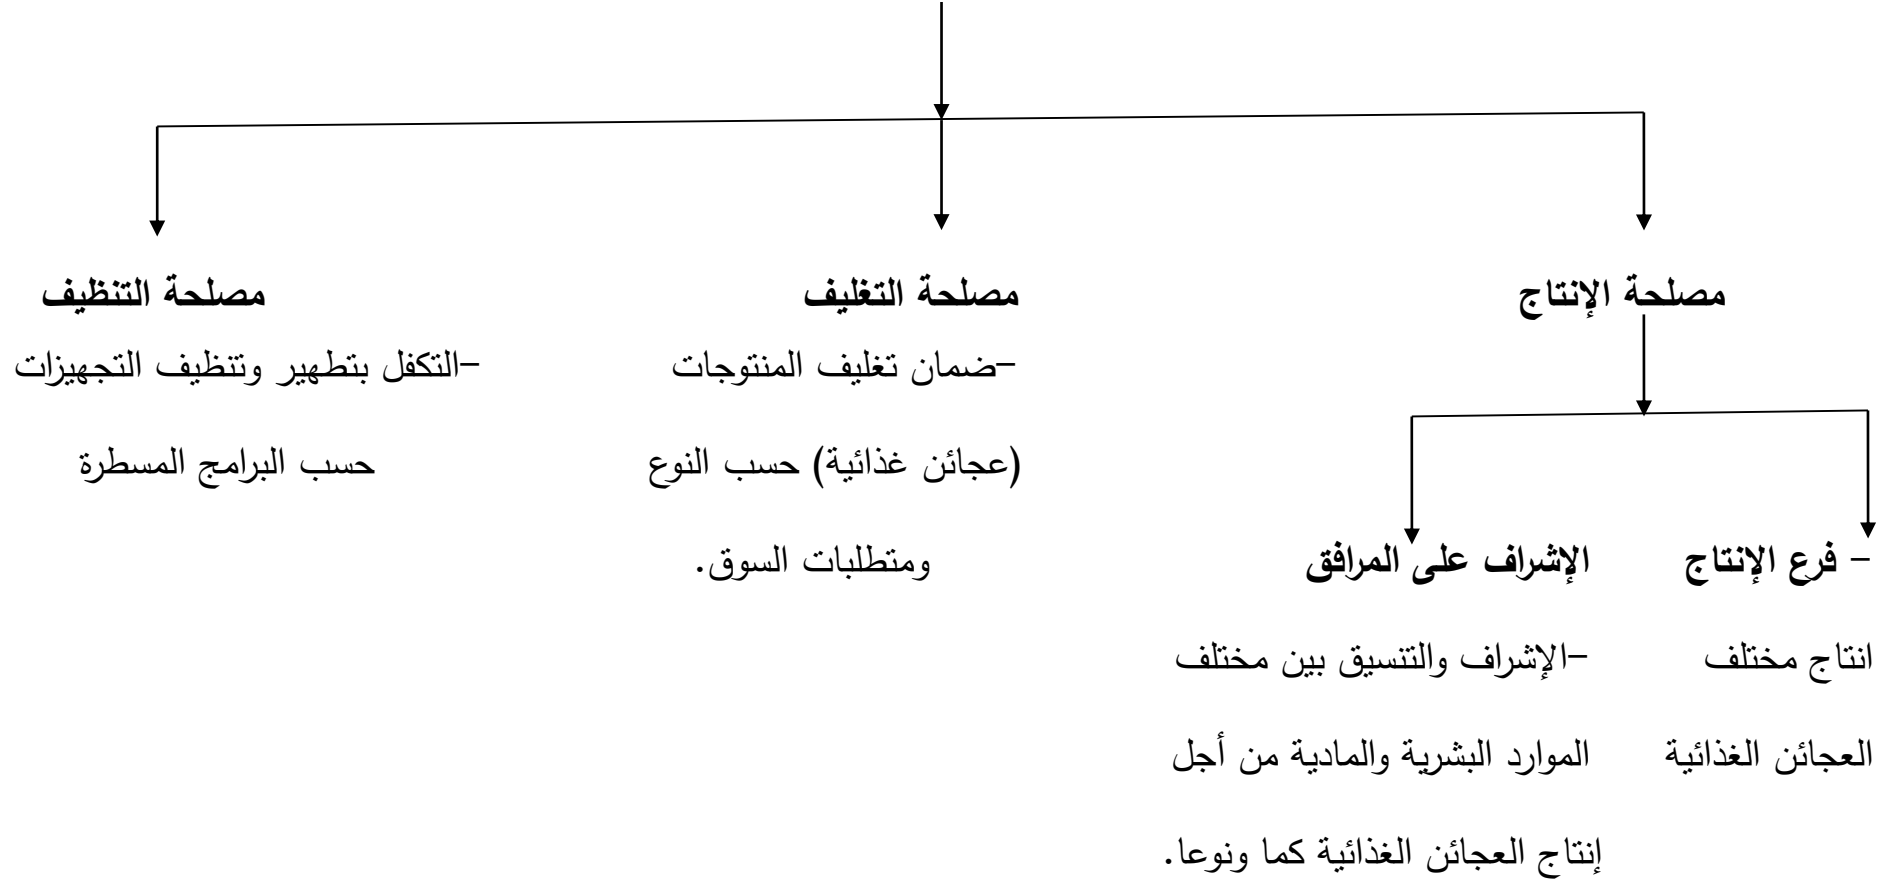 مصلحة الإنتاج
مصلحة التغليف
-ضمان تغليف المنتوجات
(عجائن غذائية) حسب النوع
ومتطلبات السوق.
مصلحة التنظيف
-التكفل بتطهير وتنظيف التجهيزات
حسب البرامج المسطرة
- فرع الإنتاج
انتاج مختلف
العجائن الغذائية
الإشراف على المرافق
-الإشراف والتنسيق بين مختلف
الموارد البشرية والمادية من أجل
إنتاج العجائن الغذائية كما ونوعا.